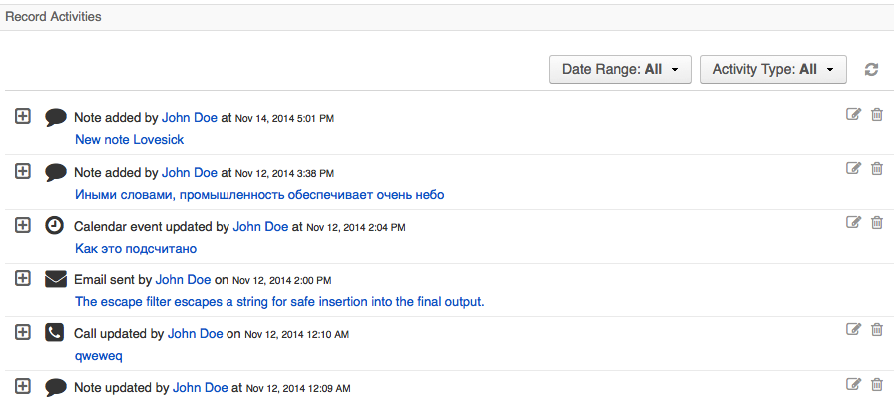 Record Activities
Date Range: All Activity Type: All
Note added by John Doe at Nov 14, 2014 5:01 PM
New note Lovesick
Note added by John Doe at Nov 12, 2014 3:38 PM
Иными словами, промышленность обеспечивает очень небо
Calendar event updated by John Doe at Nov 12, 2014 2:04 PM
Как это подсчитано
Email sent by John Doe on Nov 12, 2014 2:00 PM
The escape filter escapes a string for safe insertion into the final output.
Call updated by John Doe on Nov 12, 2014 12:10 AM
qweweq
Note updated by John Doe at Nov 12, 2014 12:09 AM